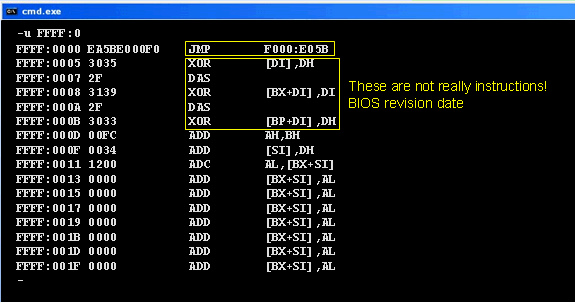 cmd.exe
-u FFFF:0
FFFF:0000 EA5BE000F0 JMP F000:E05B
FFFF:0005 3035 XOR [DI],DH
FFFF:0007 2F DAS
FFFF:0008 3139 XOR [BX+DI],DI
FFFF:000A 2F DAS
FFFF:000B 3033 XOR [BP+DI],DH
FFFF:000D 00FC ADD AH,BH
FFFF:000F 0034 ADD [SI],DH
FFFF:0011 1200 ADC AL,[BX+SI]
FFFF:0013 0000 ADD [BX+SI],AL
FFFF:0015 0000 ADD [BX+SI],AL
FFFF:0017 0000 ADD [BX+SI],AL
FFFF:0019 0000 ADD [BX+SI],AL
FFFF:001B 0000 ADD [BX+SI],AL
FFFF:001D 0000 ADD [BX+SI],AL
FFFF:001F 0000 ADD [BX+SI],AL
-
These are not really instructions!
BIOS revision date